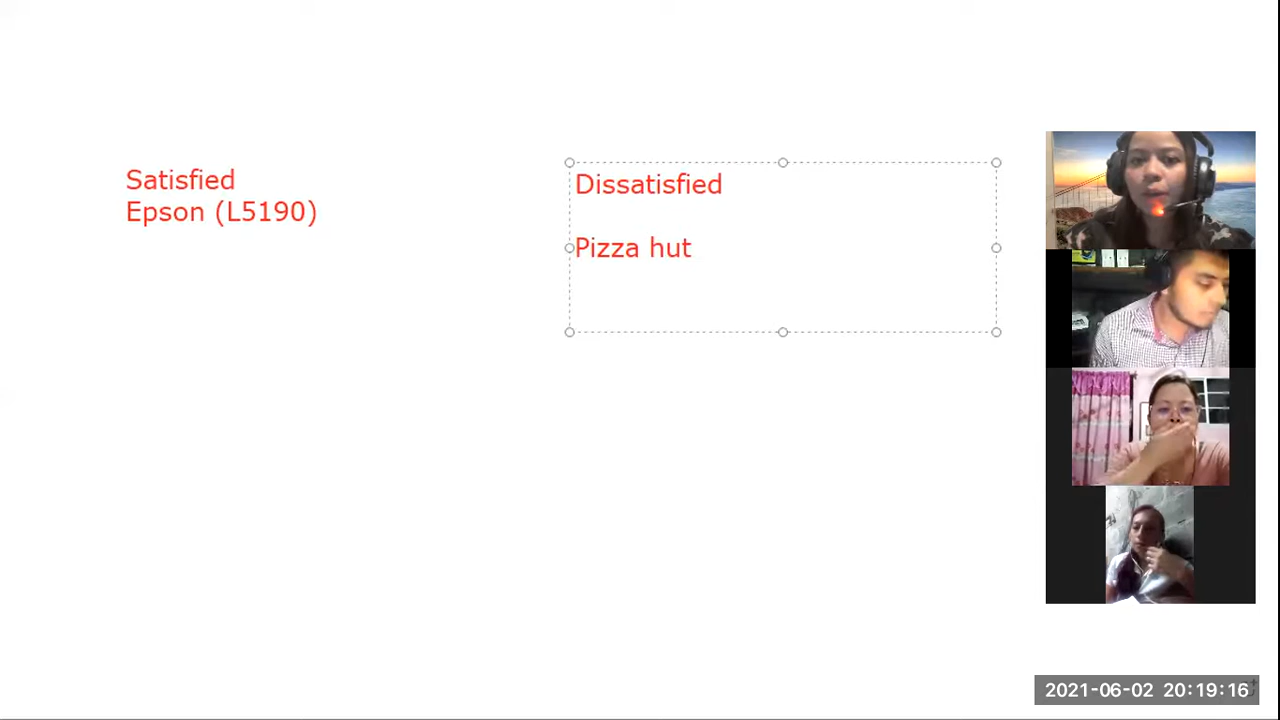 Satisfied
Epson (L5190)
Dissatisfied
Pizza hut
2021-06-02 20:19:16